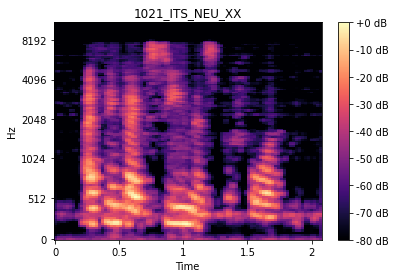 1021_ITS_NEU_XX
8192
4096
2048
1024
512
0
Hz
0
0.5
1
1.5
2
Time
+0 dB
-10 dB
-20 dB
-30 dB
-40 dB
-50 dB
-60 dB
-70 dB
-80 dB